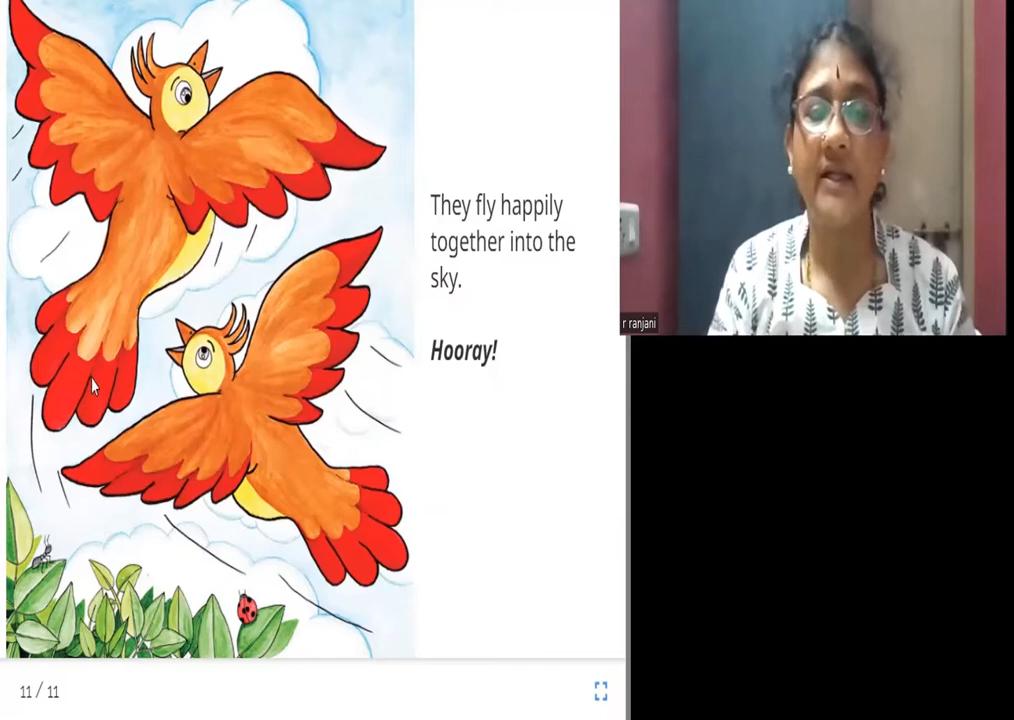 They fly happily
together into the
sky.
Hooray!
r ranjani
11 / 11